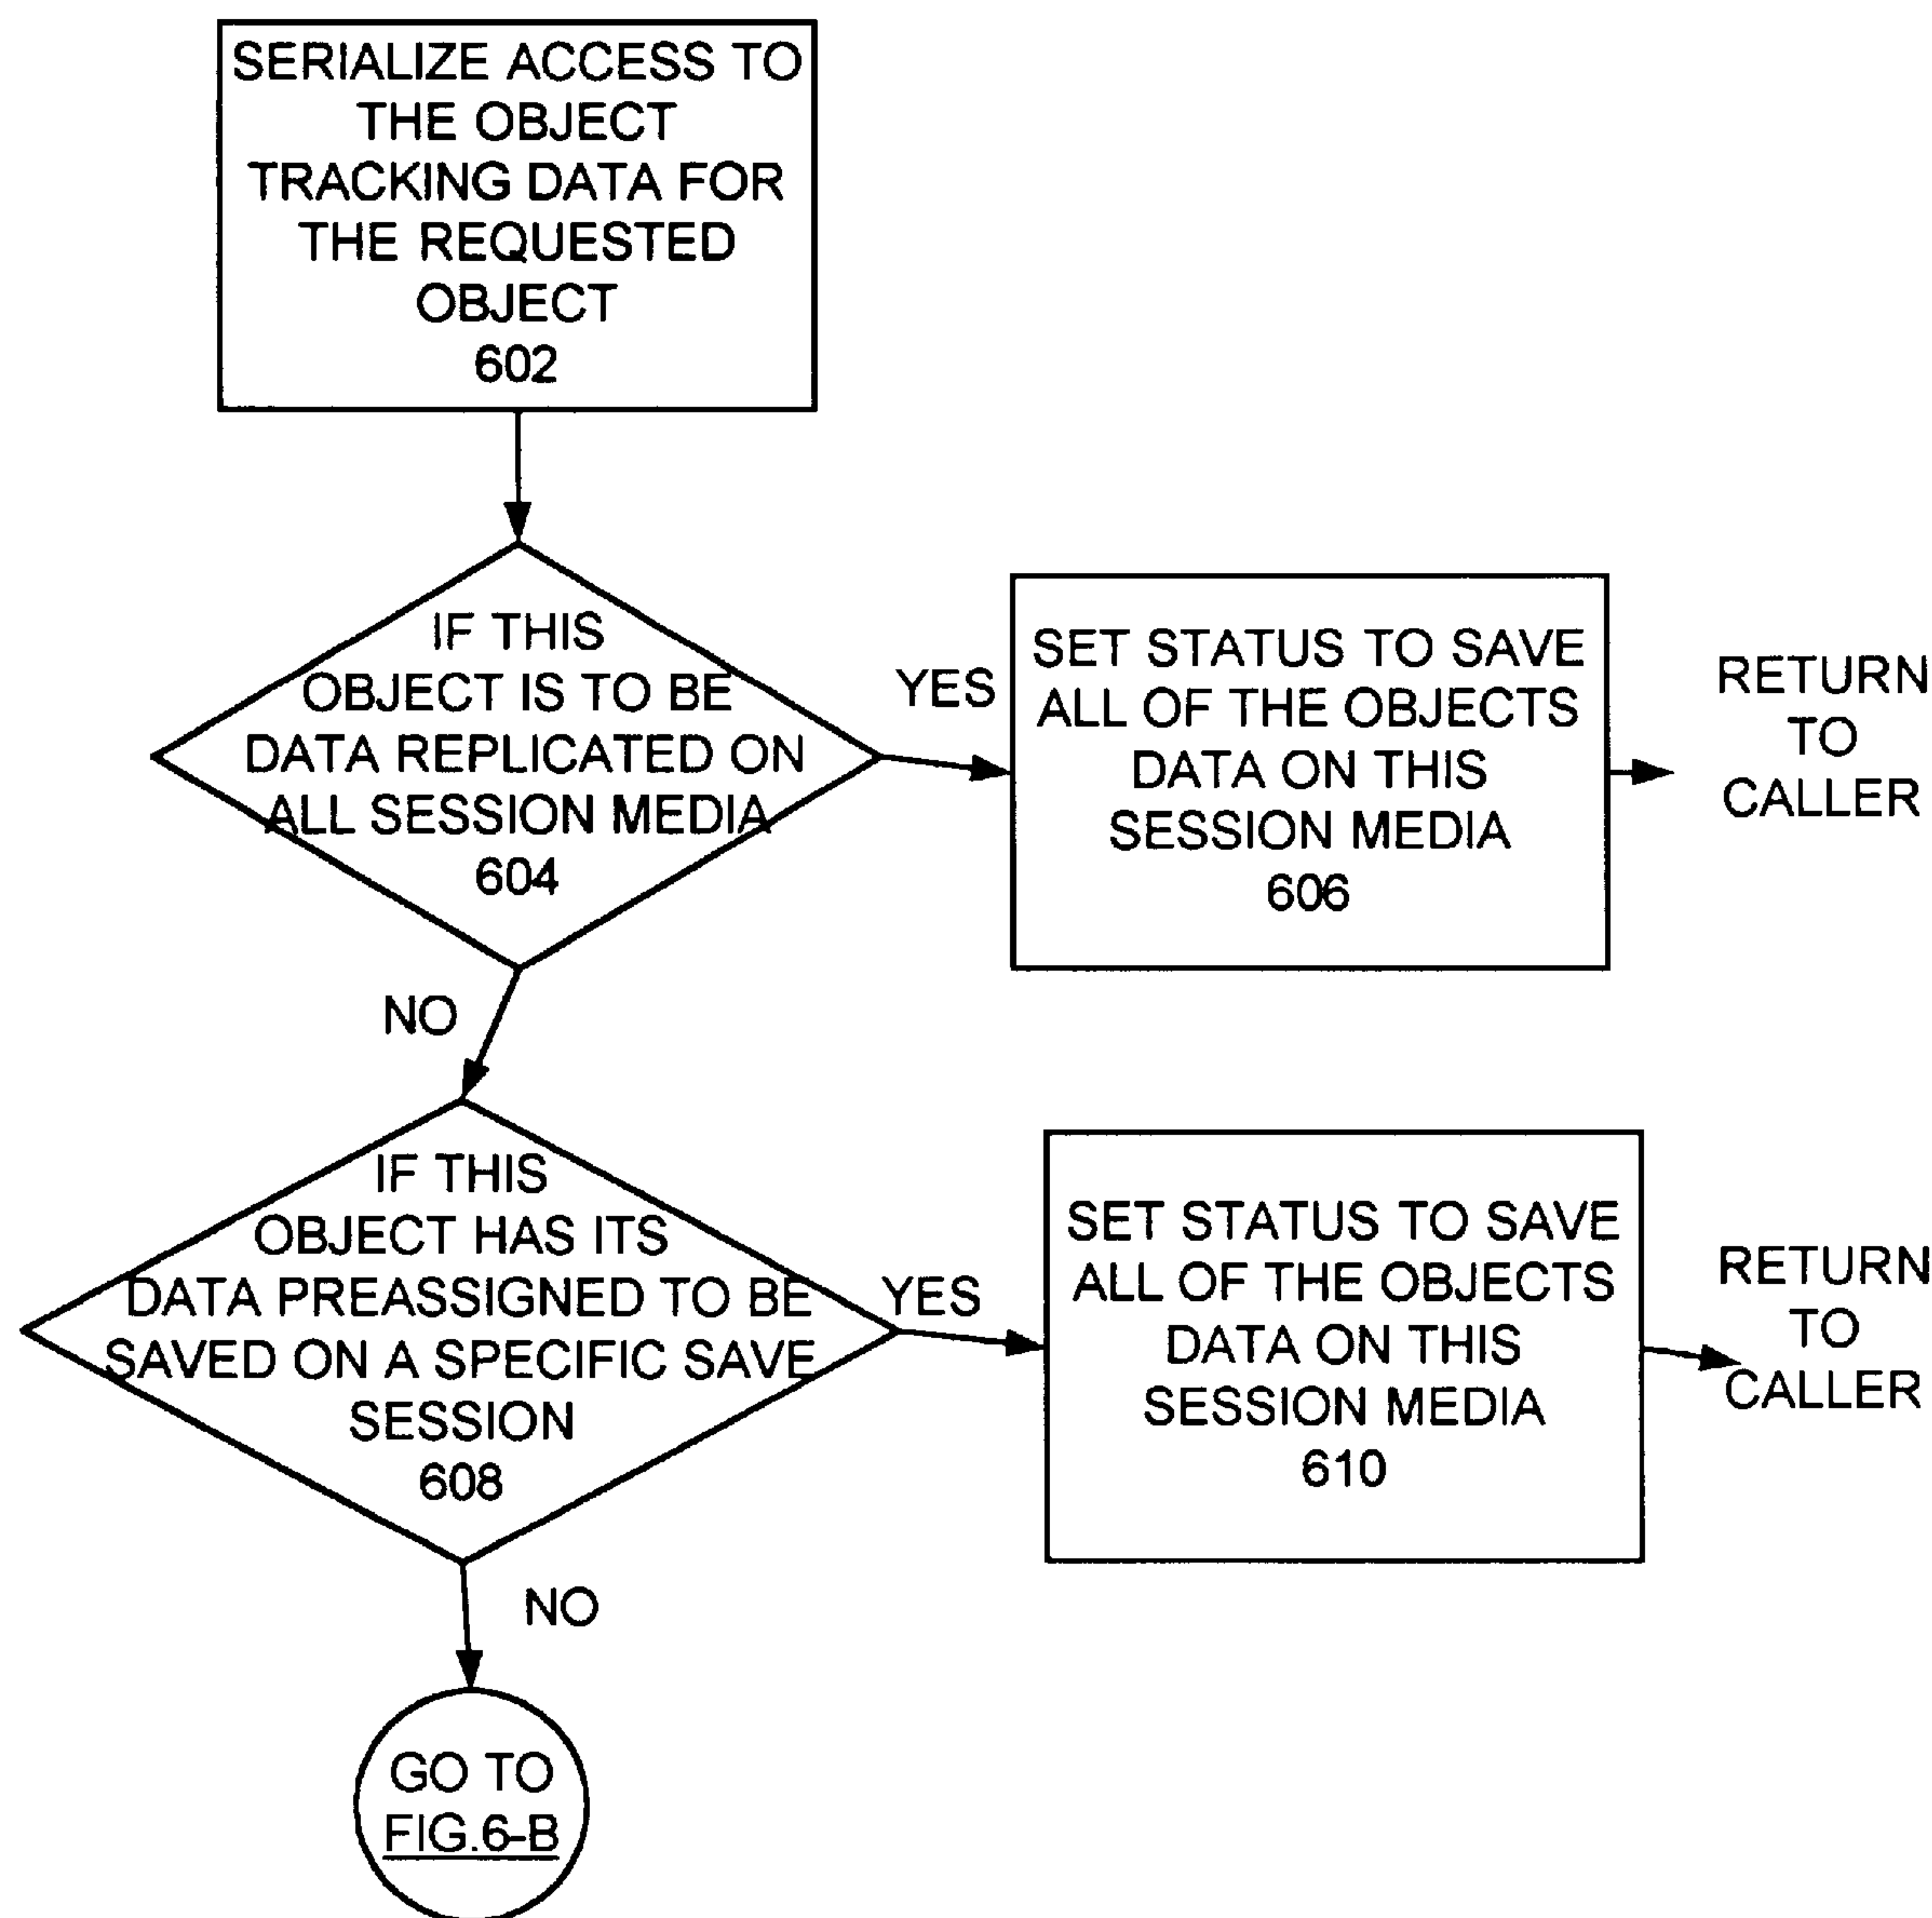 SERIALIZE ACCESS TO
THE OBJECT
TRACKING DATA FOR
THE REQUESTED
OBJECT
602
IF THIS
OBJECT IS TO BE
DATA REPLICATED ON
ALL SESSION MEDIA
604
YES
SET STATUS TO SAVE
ALL OF THE OBJECTS
DATA ON THIS
SESSION MEDIA
606
RETURN
TO
CALLER
NO
IF THIS
OBJECT HAS ITS
DATA PREASSIGNED TO BE
SAVED ON A SPECIFIC SAVE
SESSION
608
YES
SET STATUS TO SAVE
ALL OF THE OBJECTS
DATA ON THIS
SESSION MEDIA
610
RETURN
TO
CALLER
NO
GO TO
FIG.6-B